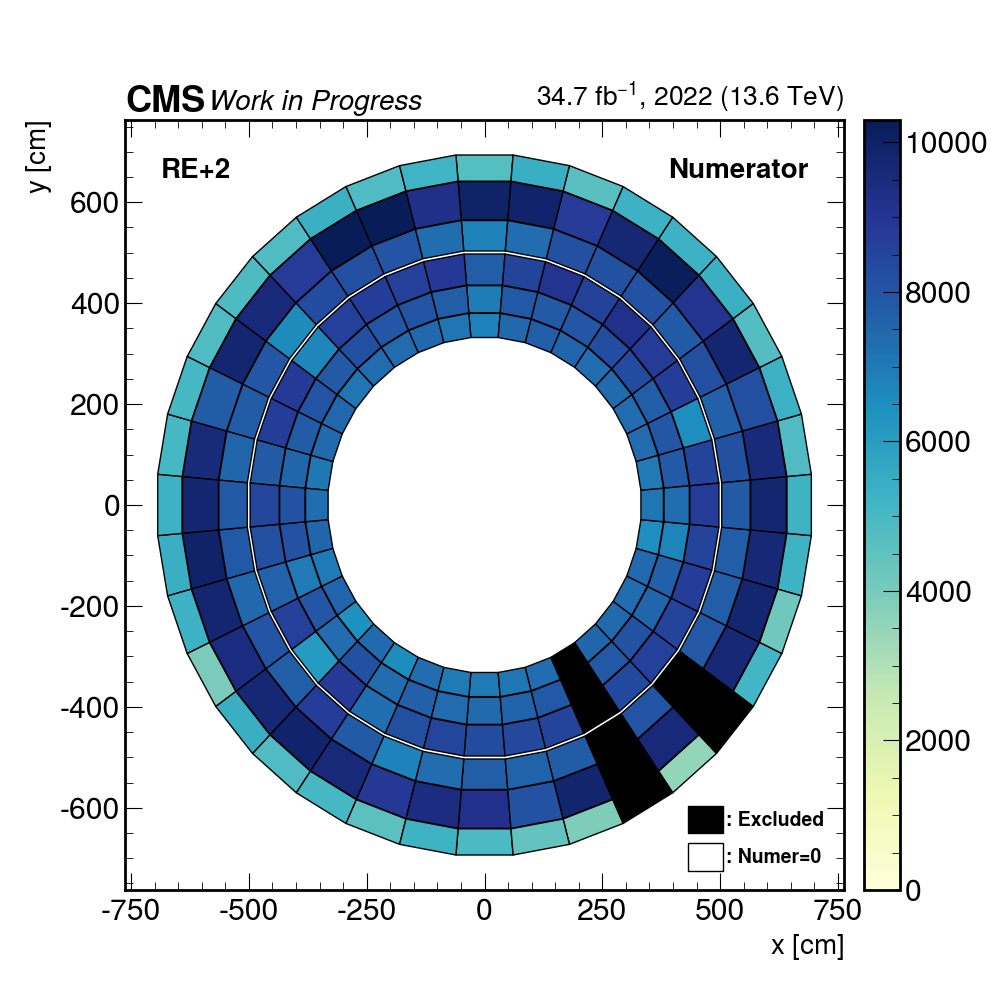 CMS Work in Progress
34.7 fb⁻¹, 2022 (13.6 TeV)
RE+2
Numerator
y [cm]
600
400
200
0
-200
-400
-600
-750 -500 -250 0 250 500 750
x [cm]
: Excluded
: Numer=0
10000
8000
6000
4000
2000
0